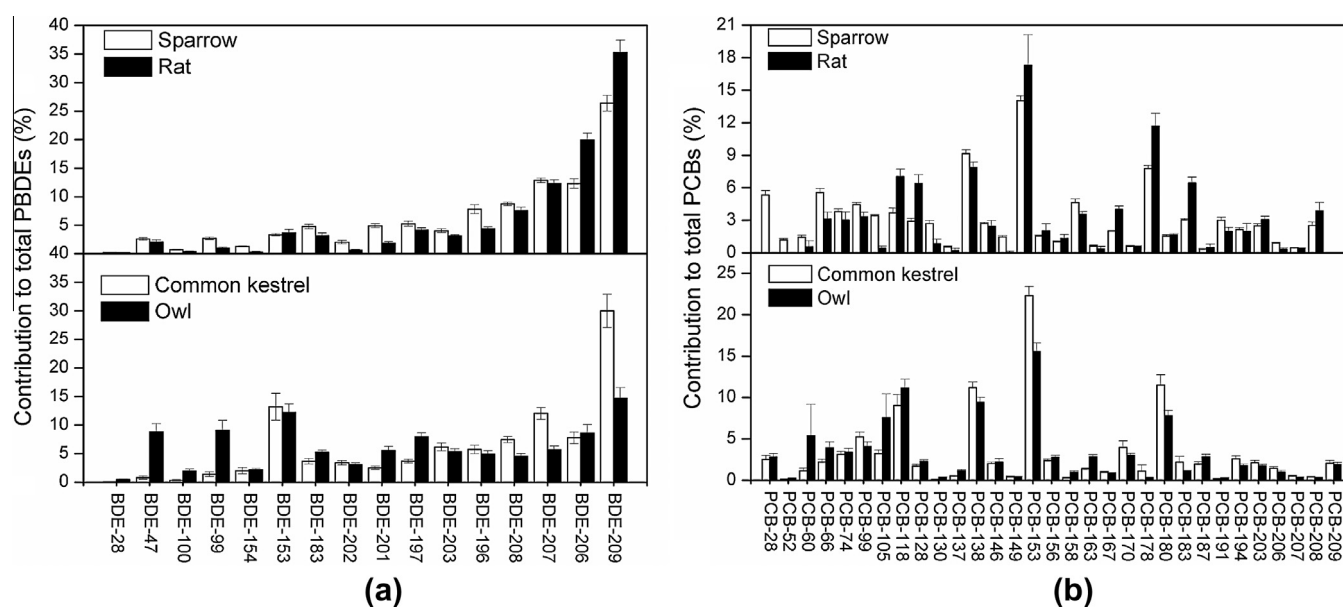 Contribution to total PBDEs (%)
40
35
30
25
20
15
10
5
40
35
30
25
20
15
10
5
0
Sparrow
Rat
Common kestrel
Owl
BDE-28
BDE-47
BDE-100
BDE-99
BDE-154
BDE-153
BDE-183
BDE-202
BDE-201
BDE-197
BDE-203
BDE-196
BDE-208
BDE-207
BDE-206
BDE-209
(a)
Contribution to total PCBs (%)
21
18
15
12
9
6
3
0
25
20
15
10
5
0
Sparrow
Rat
Common kestrel
Owl
PCB-28
PCB-52
PCB-60
PCB-66
PCB-74
PCB-99
PCB-105
PCB-118
PCB-128
PCB-130
PCB-137
PCB-138
PCB-146
PCB-149
PCB-153
PCB-156
PCB-158
PCB-163
PCB-167
PCB-170
PCB-178
PCB-180
PCB-183
PCB-187
PCB-191
PCB-194
PCB-203
PCB-206
PCB-207
PCB-208
PCB-209
(b)